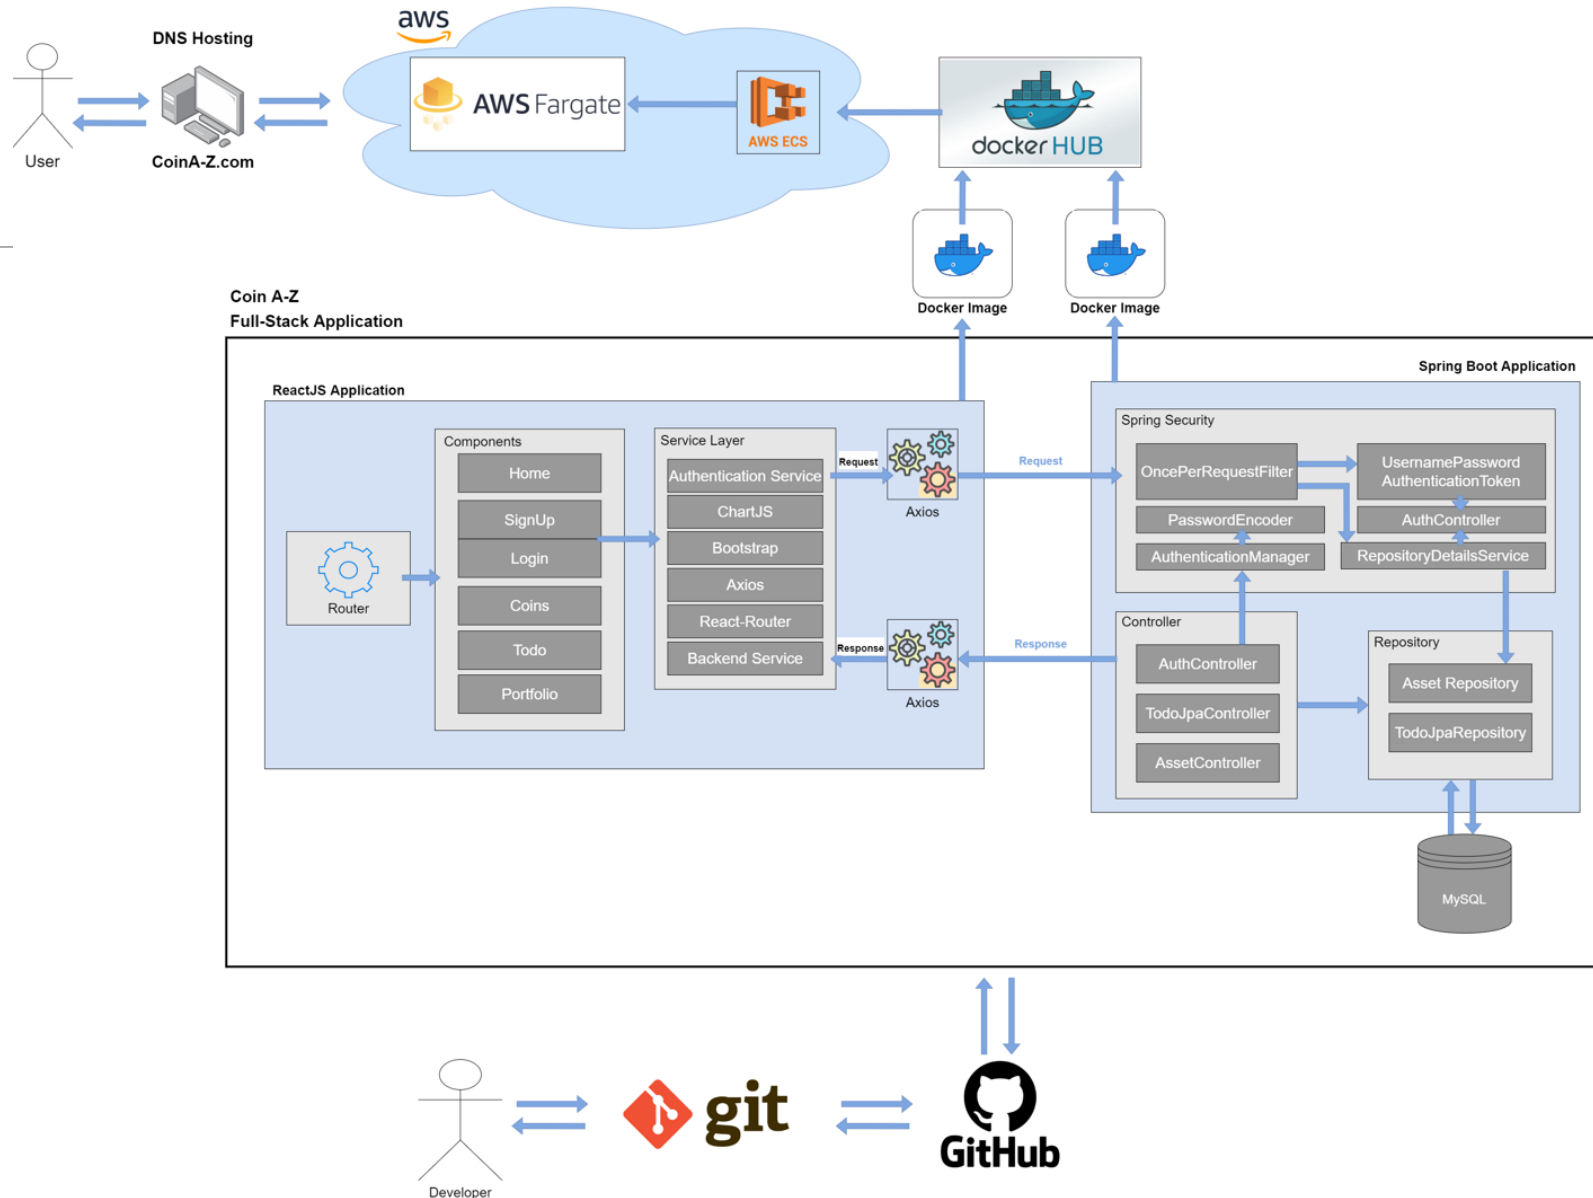 aws
DNS Hosting
User
CoinA-Z.com
AWS Fargate
AWS ECS
docker HUB
Docker Image
Docker Image
Coin A-Z
Full-Stack Application
ReactJS Application
Router
Components
Home
SignUp
Login
Coins
Todo
Portfolio
Service Layer
Authentication Service
ChartJS
Bootstrap
Axios
React-Router
Backend Service
Request
Axios
Response
Axios
Request
Response
Spring Boot Application
Spring Security
OncePerRequestFilter
UsernamePassword
AuthenticationToken
PasswordEncoder
AuthController
AuthenticationManager
RepositoryDetailsService
Controller
AuthController
TodoJpaController
AssetController
Repository
Asset Repository
TodoJpaRepository
MySQL
Developer
git
GitHub